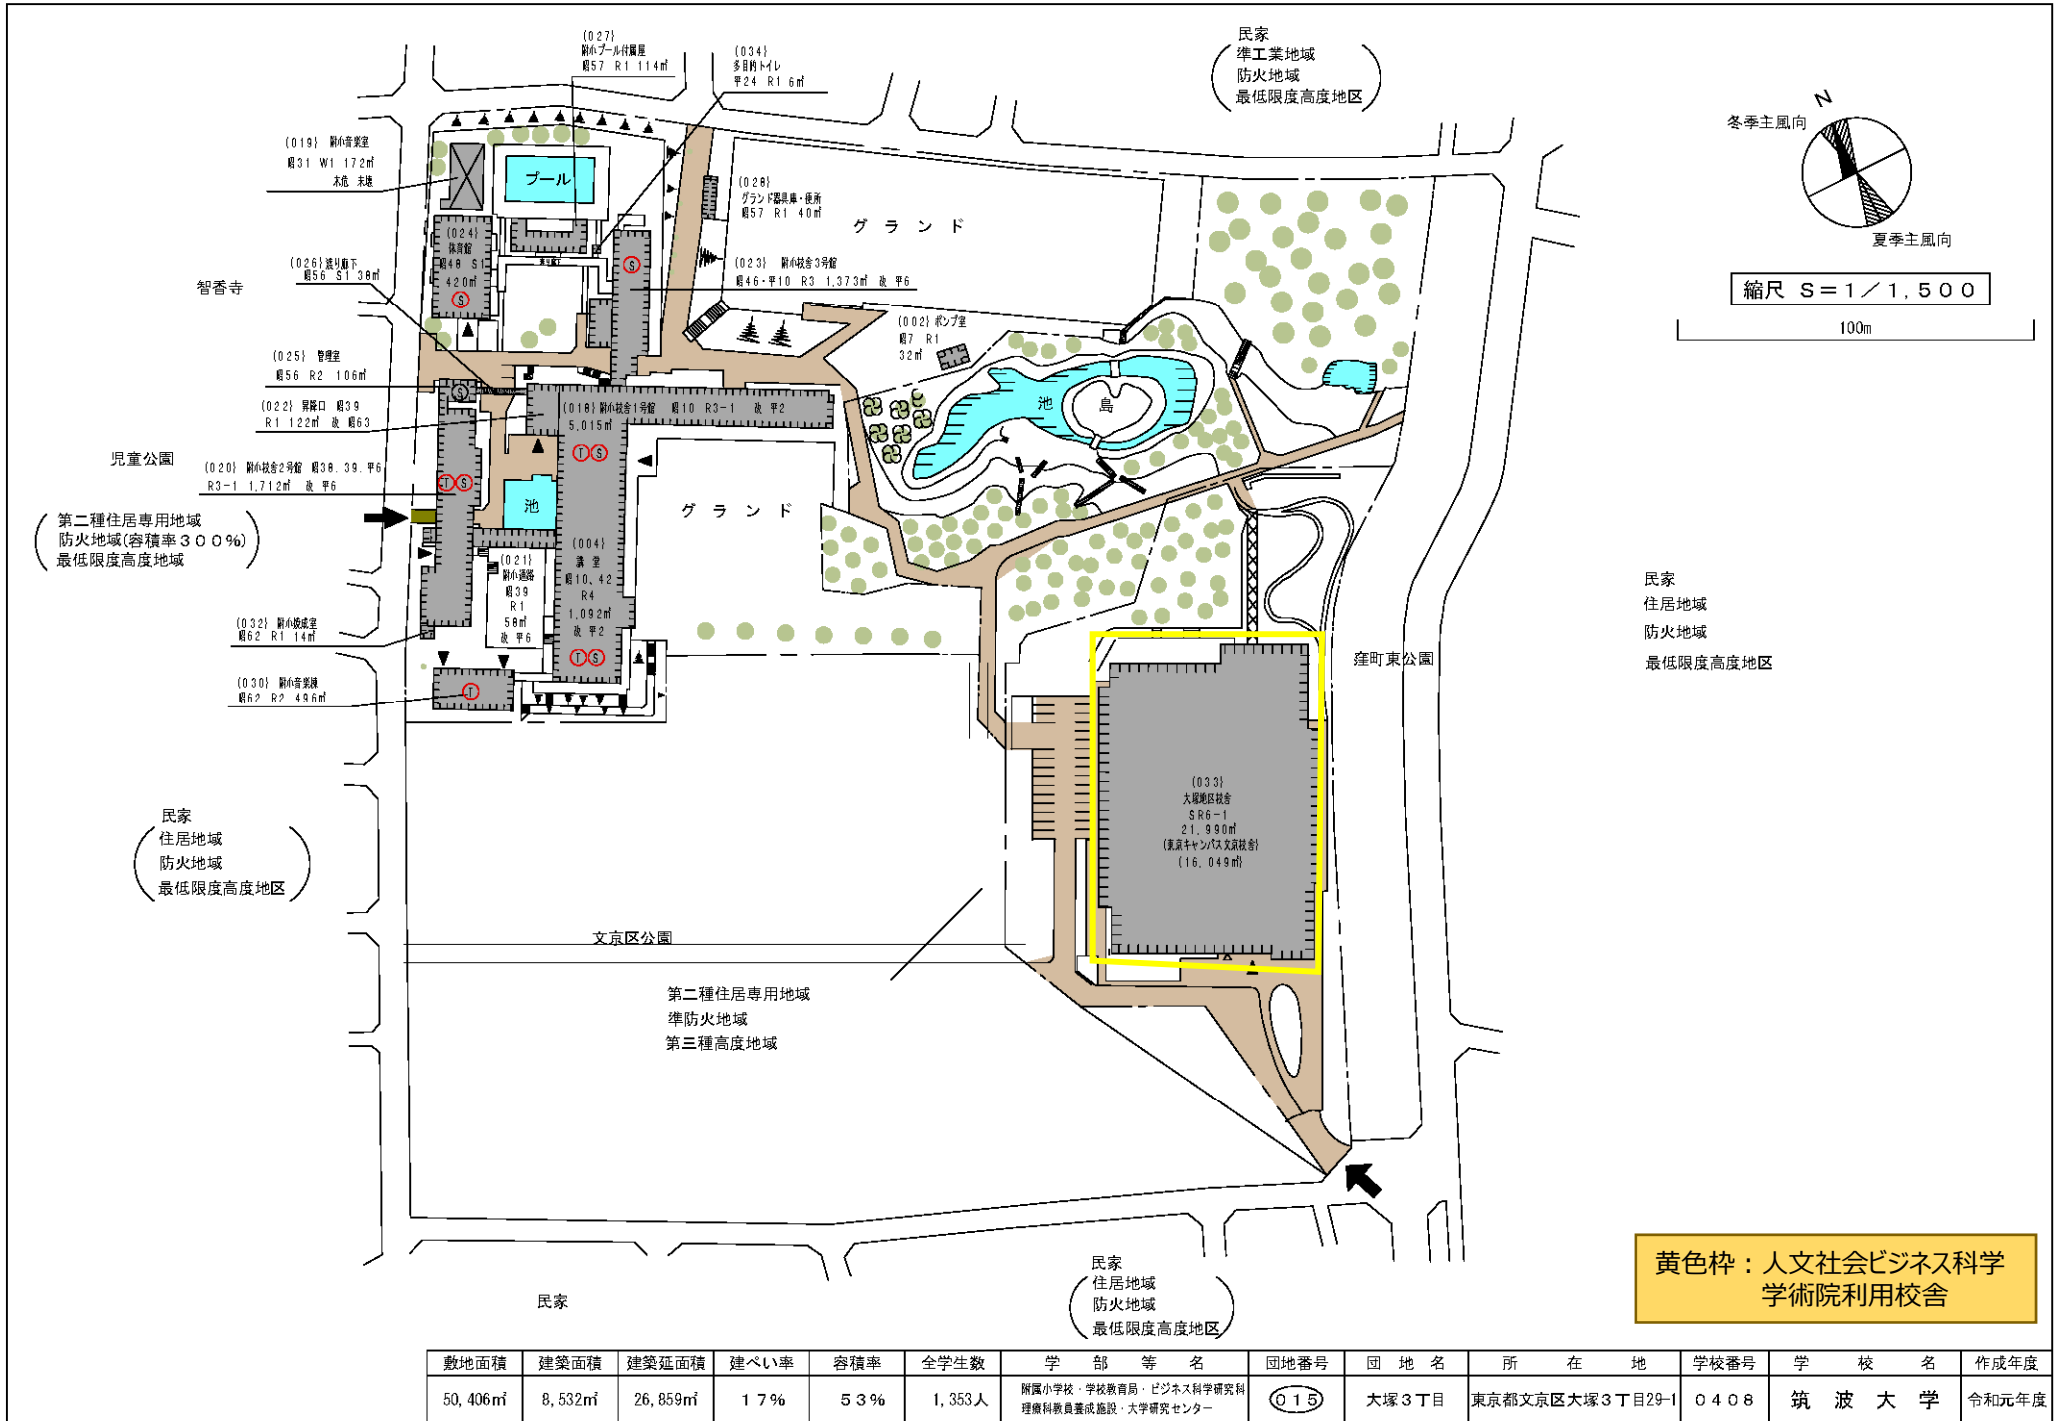 (027)
附小プール付属屋
昭57 R1 114㎡
(034)
多目的トイレ
平24 R1 6㎡
民家
準工業地域
防火地域
最低限度高度地区
N
冬季主風向
夏季主風向
縮尺 S=1/1,500
100m
(019) 附小音楽室
昭31 W1 172㎡
木危 未建
プール
(028)
グランド器具庫・便所
昭57 R1 40㎡
グランド
(024)
体育館
昭48 S1
420㎡
S
渡り廊下
S
(026) 渡り廊下
昭56 S1 38㎡
智香寺
(023) 附小校舎3号館
昭46・平10 R3 1,373㎡ 改 平6
(002) ポンプ室
昭7 R1
32㎡
(025) 管理室
昭56 R2 106㎡
S
(022) 昇降口 昭39
R1 122㎡ 改 昭63
(018) 附小校舎1号館 昭10 R3-1 改 平2
5,015㎡
T S
池
島
児童公園
(020) 附小校舎2号館 昭38.39.平6
R3-1 1,712㎡ 改 平6
T S
池
グランド
第二種住居専用地域
防火地域(容積率300%)
最低限度高度地域
(021)
附小通路
昭39
R1
58㎡
改 平6
(004)
講堂
昭10、42
R4
1,092㎡
改 平2
T S
(032) 附小焼成室
昭62 R1 14㎡
(030) 附小音楽棟
昭62 R2 496㎡
T
民家
住居地域
防火地域
最低限度高度地区
窪町東公園
(033)
大塚地区校舎
SR6-1
21,990㎡
(東京キャンパス文京校舎)
(16,049㎡)
民家
住居地域
防火地域
最低限度高度地区
文京区公園
第二種住居専用地域
準防火地域
第三種高度地域
民家
民家
住居地域
防火地域
最低限度高度地区
黄色枠：人文社会ビジネス科学
学術院利用校舎
敷地面積 建築面積 建築延面積 建ぺい率 容積率 全学生数 学部等名 団地番号 団地名 所在地 学校番号 学校名 作成年度
50,406㎡ 8,532㎡ 26,859㎡ 17% 53% 1,353人 附属小学校・学校教育局・ビジネス科学研究科 015 大塚3丁目 東京都文京区大塚3丁目29-1 0408 筑波大学 令和元年度
理療科教員養成施設・大学研究センター